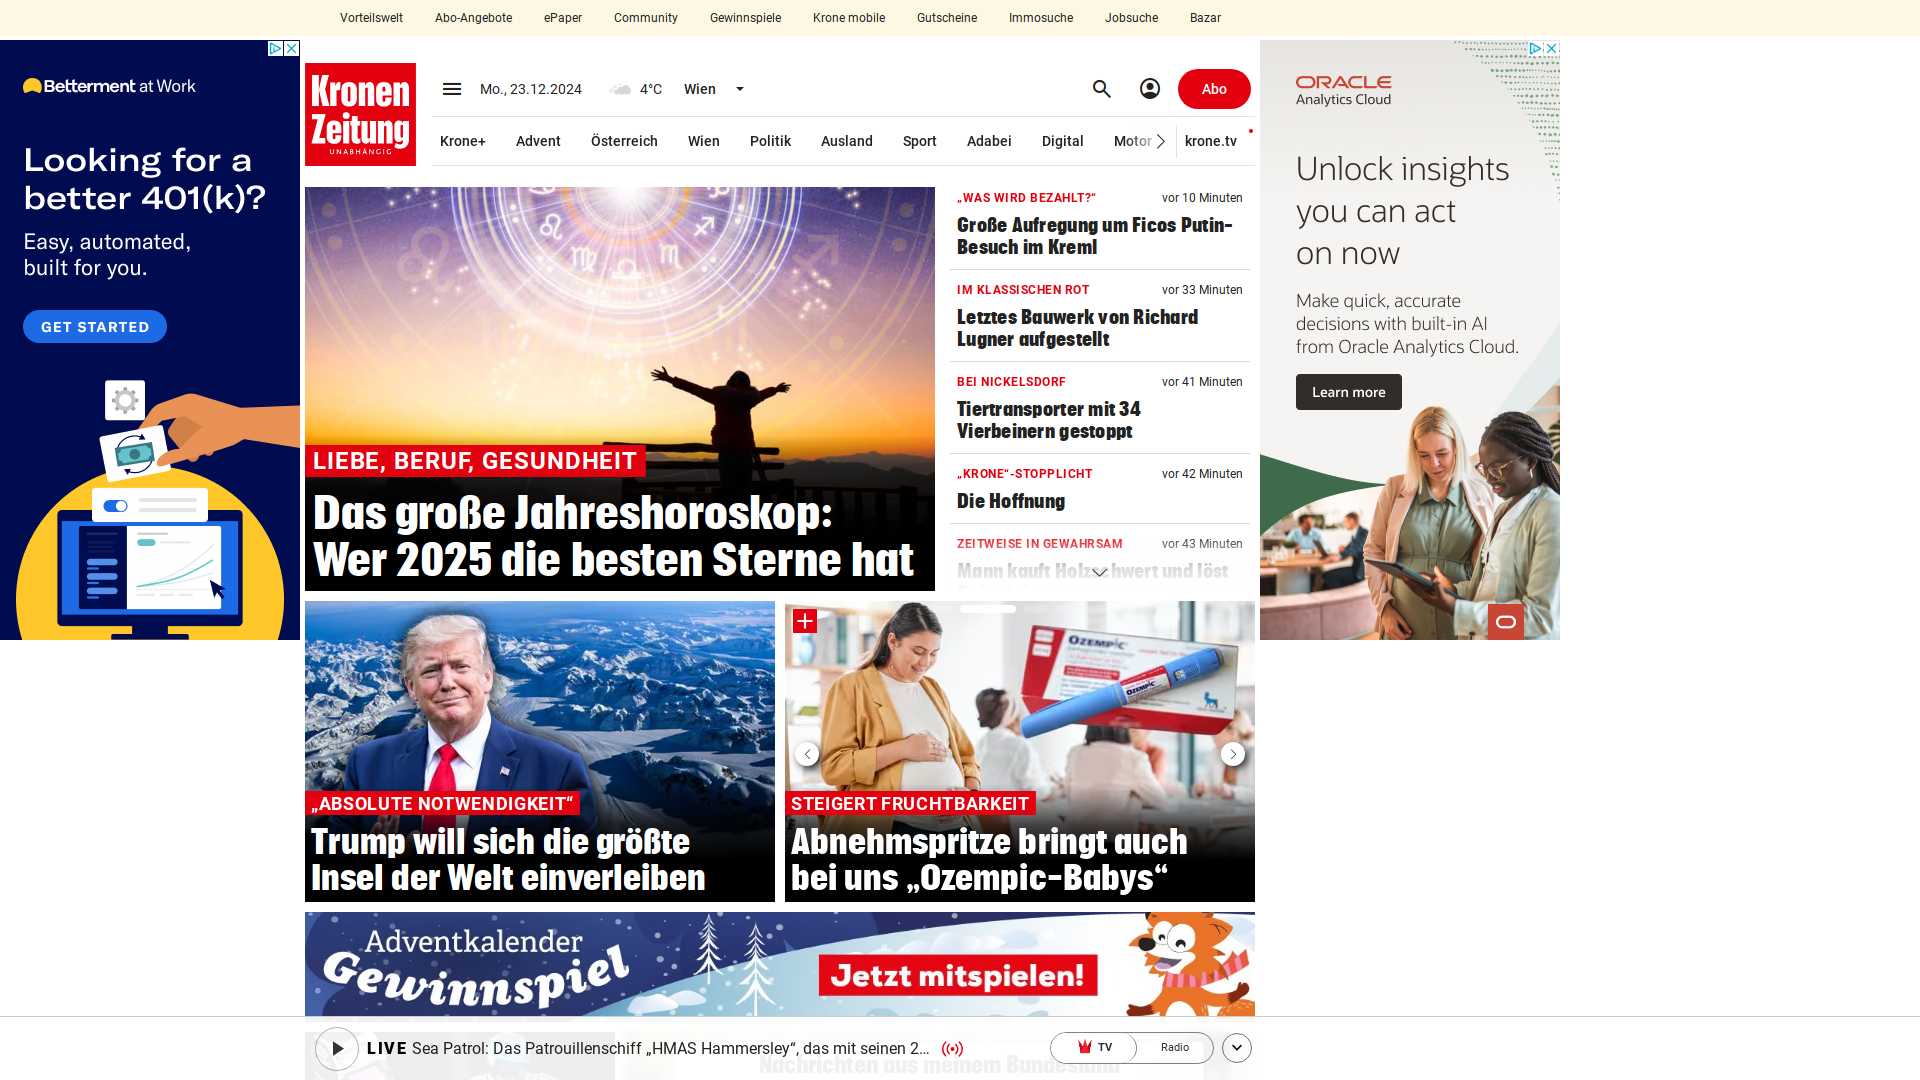 Vorteilswelt Abo-Angebote ePaper Community Gewinnspiele Krone mobile Gutscheine Immosuche Jobsuche Bazar
Betterment at Work
Looking for a
better 401(k)?
Easy, automated,
built for you.
GET STARTED
Kronen
Zeitung
UNABHÄNGIG
Mo., 23.12.2024
4°C
Wien
Abo
Krone+ Advent Österreich Wien Politik Ausland Sport Adabei Digital Motor krone.tv
LIEBE, BERUF, GESUNDHEIT
Das große Jahreshoroskop:
Wer 2025 die besten Sterne hat
„WAS WIRD BEZAHLT?“ vor 10 Minuten
Große Aufregung um Ficos Putin-
Besuch im Kreml
IM KLASSISCHEN ROT vor 33 Minuten
Letztes Bauwerk von Richard
Lugner aufgestellt
BEI NICKELSDORF vor 41 Minuten
Tiertransporter mit 34
Vierbeinern gestoppt
„KRONE“-STOPPLICHT vor 42 Minuten
Die Hoffnung
ZEITWEISE IN GEWAHRSAM vor 43 Minuten
Mann kauft Holzschwert und löst
ORACLE
Analytics Cloud
Unlock insights
you can act
on now
Make quick, accurate
decisions with built-in AI
from Oracle Analytics Cloud.
Learn more
„ABSOLUTE NOTWENDIGKEIT“
Trump will sich die größte
Insel der Welt einverleiben
OZEMPIC
OZEMPIC
STEIGERT FRUCHTBARKEIT
Abnehmspritze bringt auch
bei uns „Ozempic-Babys“
Adventkalender
Gewinnspiel
Jetzt mitspielen!
LIVE Sea Patrol: Das Patrouillenschiff „HMAS Hammersley“, das mit seinen 2…
TV
Radio
Nachrichten aus meinem Bundesland